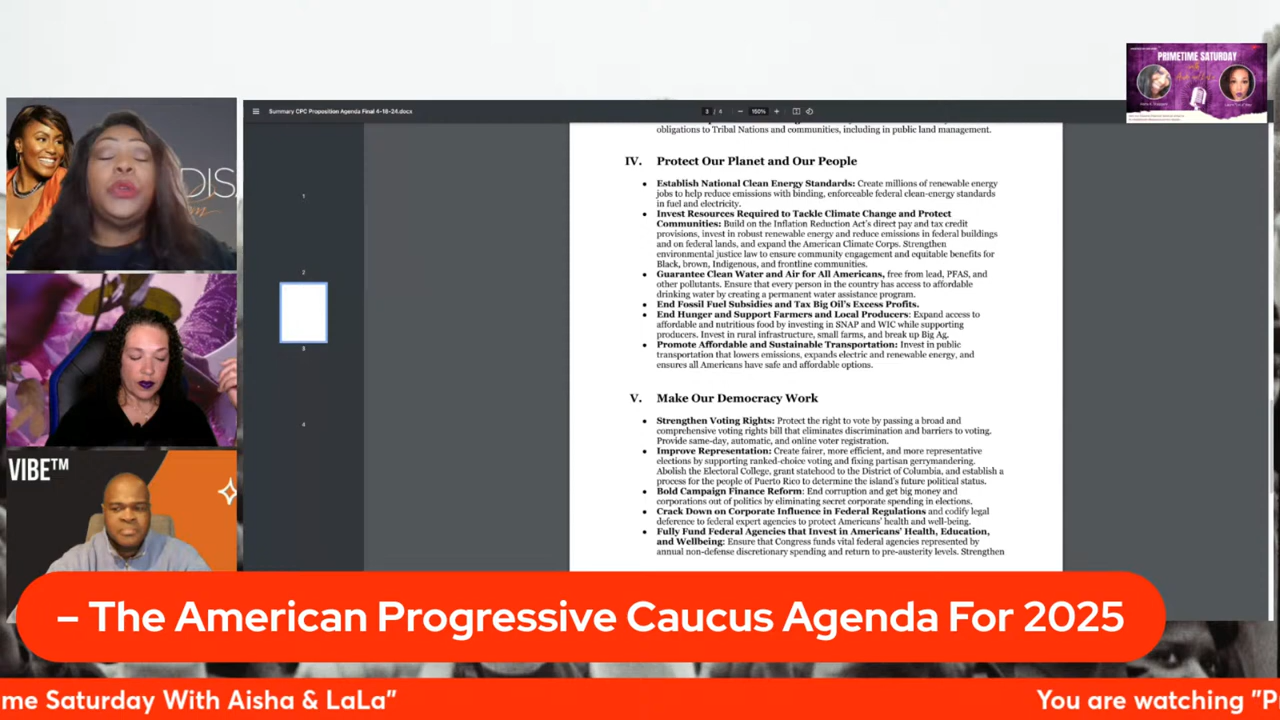 PRIMETIME SATURDAY
DIS
VIBE™
Summary CPC Proposition Agenda Final 4-18-24.docx
3 / 4
150%
1
2
3
4
obligations to Tribal Nations and communities, including in public land management.
IV. Protect Our Planet and Our People
• Establish National Clean Energy Standards: Create millions of renewable energy
jobs to help reduce emissions with binding, enforceable federal clean-energy standards
in fuel and electricity.
• Invest Resources Required to Tackle Climate Change and Protect
Communities: Build on the Inflation Reduction Act's direct pay and tax credit
provisions, invest in robust renewable energy and reduce emissions in federal buildings
and on federal lands, and expand the American Climate Corps. Strengthen
environmental justice law to ensure community engagement and equitable benefits for
Black, brown, Indigenous, and frontline communities.
• Guarantee Clean Water and Air for All Americans, free from lead, PFAS, and
other pollutants. Ensure that every person in the country has access to affordable
drinking water by creating a permanent water assistance program.
• End Fossil Fuel Subsidies and Tax Big Oil's Excess Profits.
• End Hunger and Support Farmers and Local Producers: Expand access to
affordable and nutritious food by investing in SNAP and WIC while supporting
producers. Invest in rural infrastructure, small farms, and break up Big Ag.
• Promote Affordable and Sustainable Transportation: Invest in public
transportation that lowers emissions, expands electric and renewable energy, and
ensures all Americans have safe and affordable options.
V. Make Our Democracy Work
• Strengthen Voting Rights: Protect the right to vote by passing a broad and
comprehensive voting rights bill that eliminates discrimination and barriers to voting.
Provide same-day, automatic, and online voter registration.
• Improve Representation: Create fairer, more efficient, and more representative
elections by supporting ranked-choice voting and fixing partisan gerrymandering.
Abolish the Electoral College, grant statehood to the District of Columbia, and establish a
process for the people of Puerto Rico to determine the island's future political status.
• Bold Campaign Finance Reform: End corruption and get big money and
corporations out of politics by eliminating secret corporate spending in elections.
• Crack Down on Corporate Influence in Federal Regulations and codify legal
deference to federal expert agencies to protect Americans' health and well-being.
• Fully Fund Federal Agencies that Invest in Americans' Health, Education,
and Wellbeing: Ensure that Congress funds vital federal agencies represented by
annual non-defense discretionary spending and return to pre-austerity levels. Strengthen
– The American Progressive Caucus Agenda For 2025
me Saturday With Aisha & LaLa"
You are watching "P